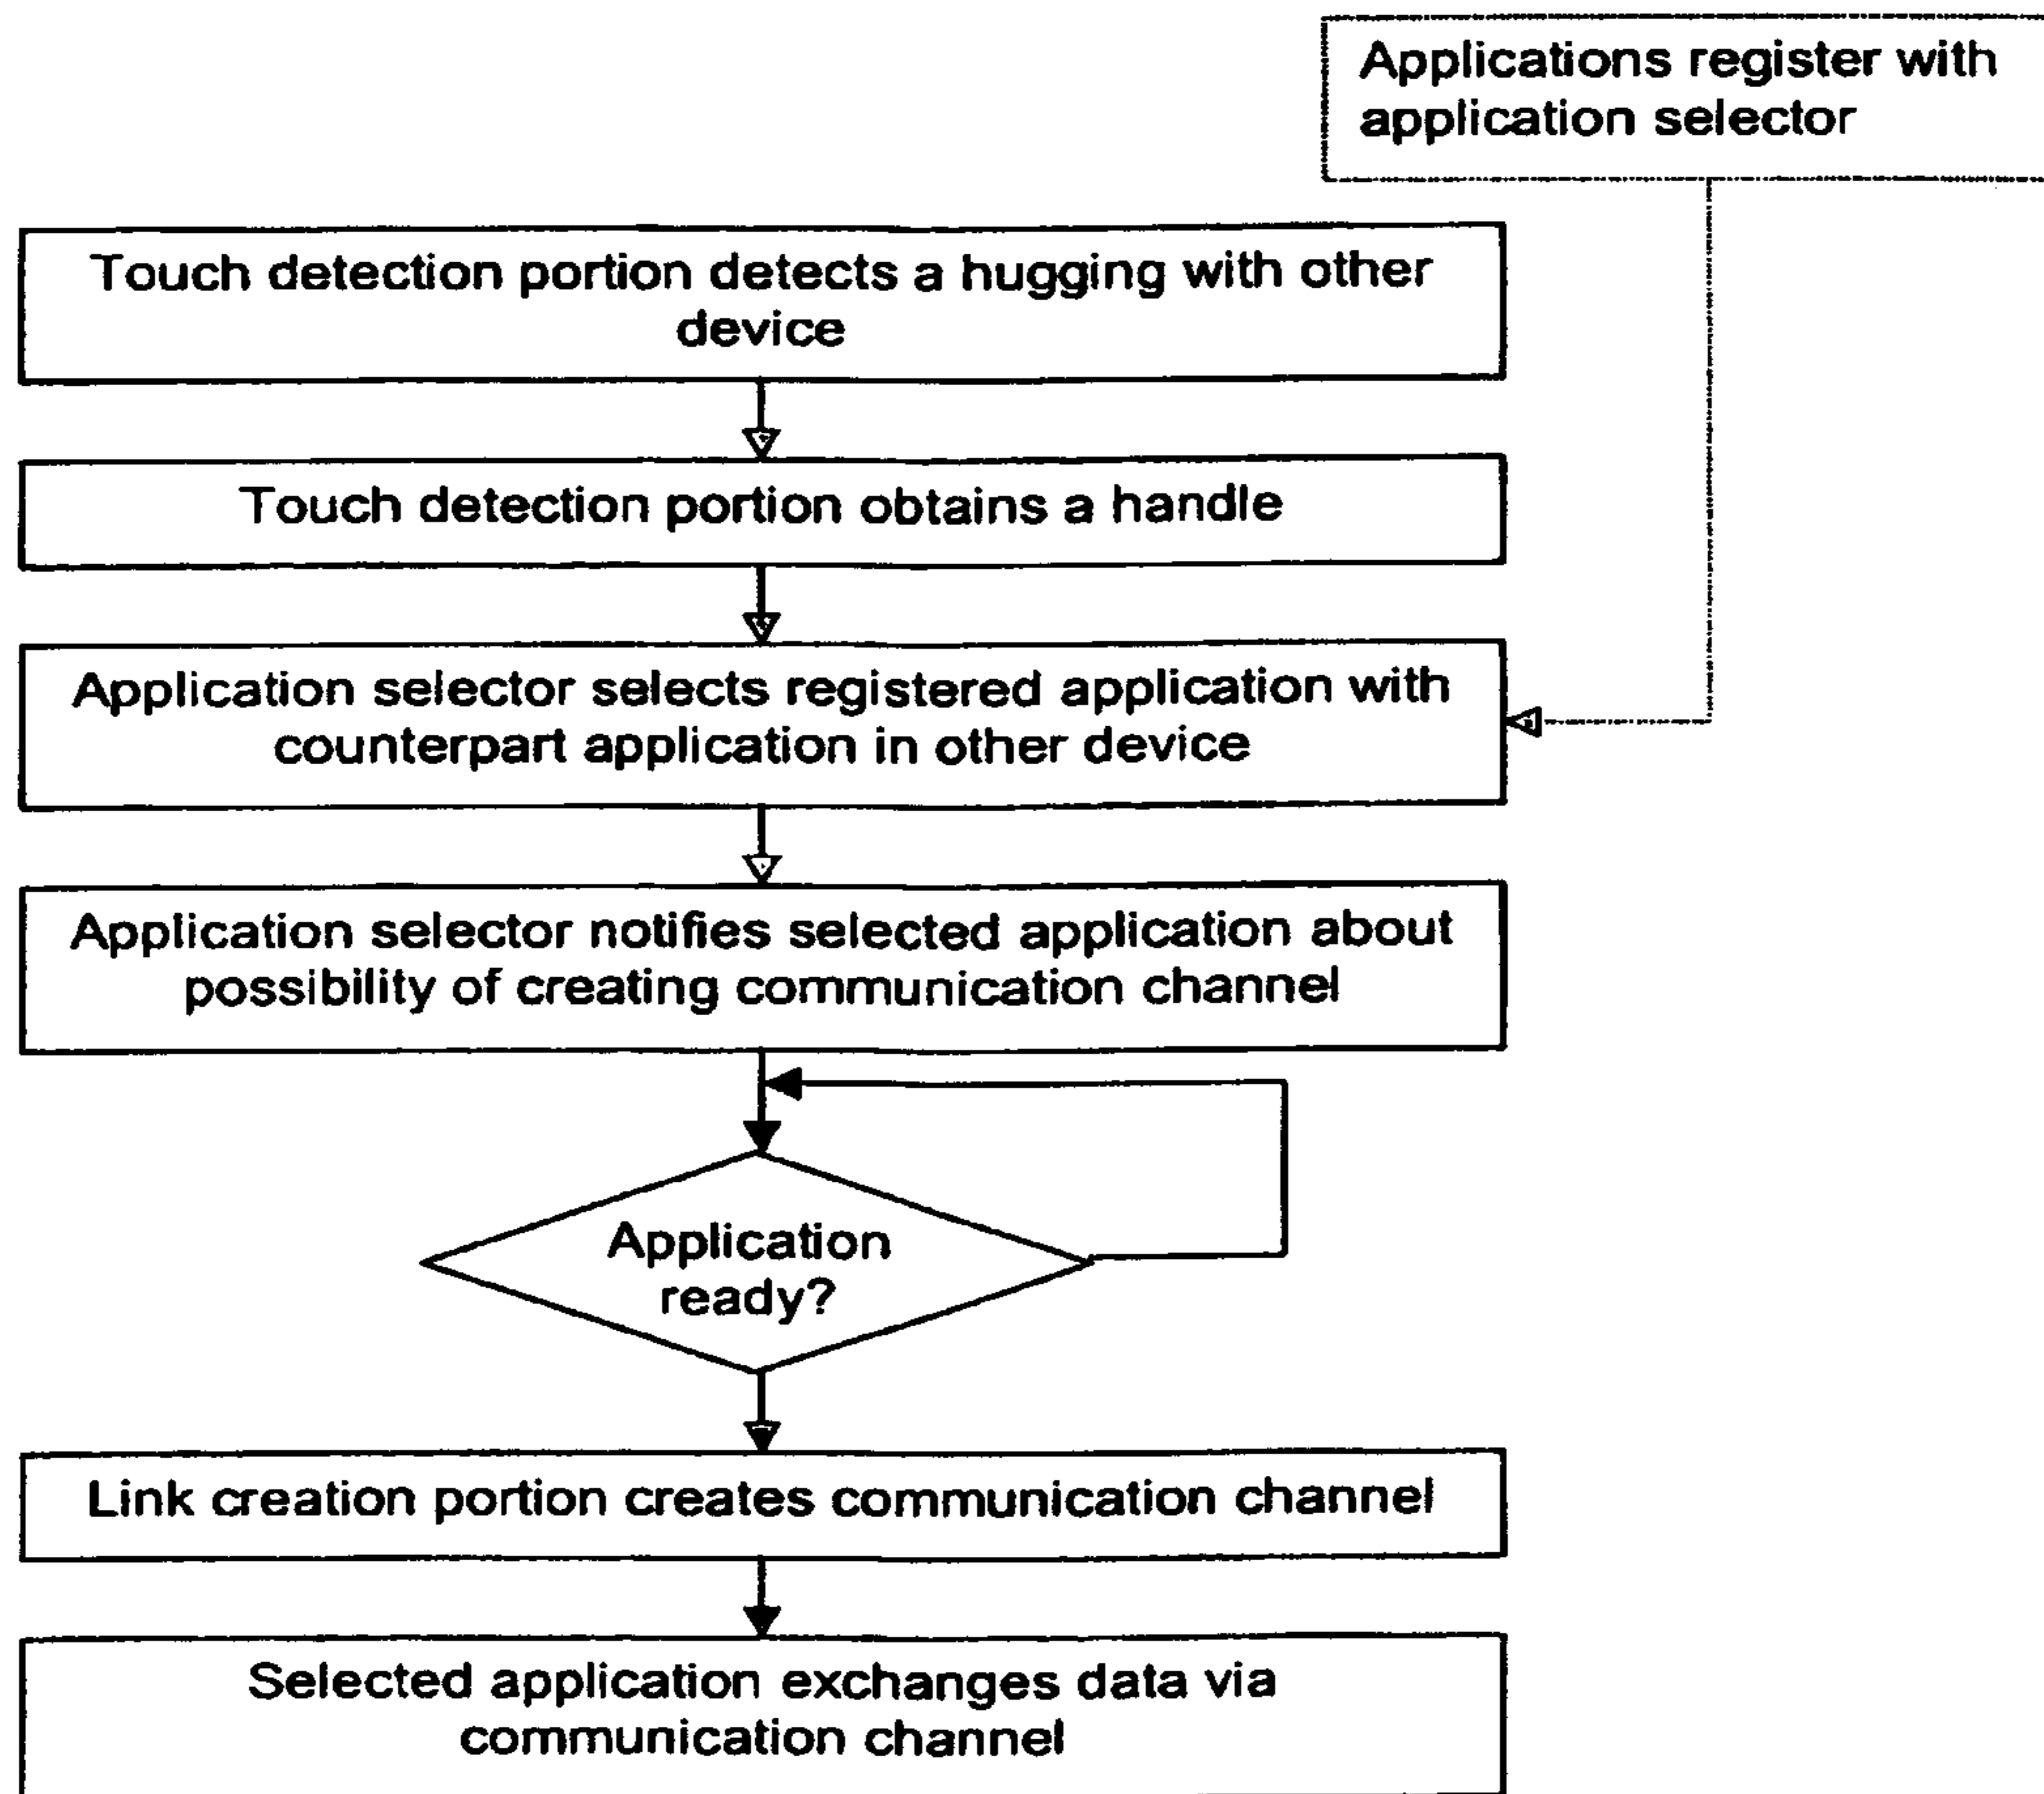 Applications register with
application selector
Touch detection portion detects a hugging with other
device
Touch detection portion obtains a handle
Application selector selects registered application with
counterpart application in other device
Application selector notifies selected application about
possibility of creating communication channel
Application
ready?
Link creation portion creates communication channel
Selected application exchanges data via
communication channel